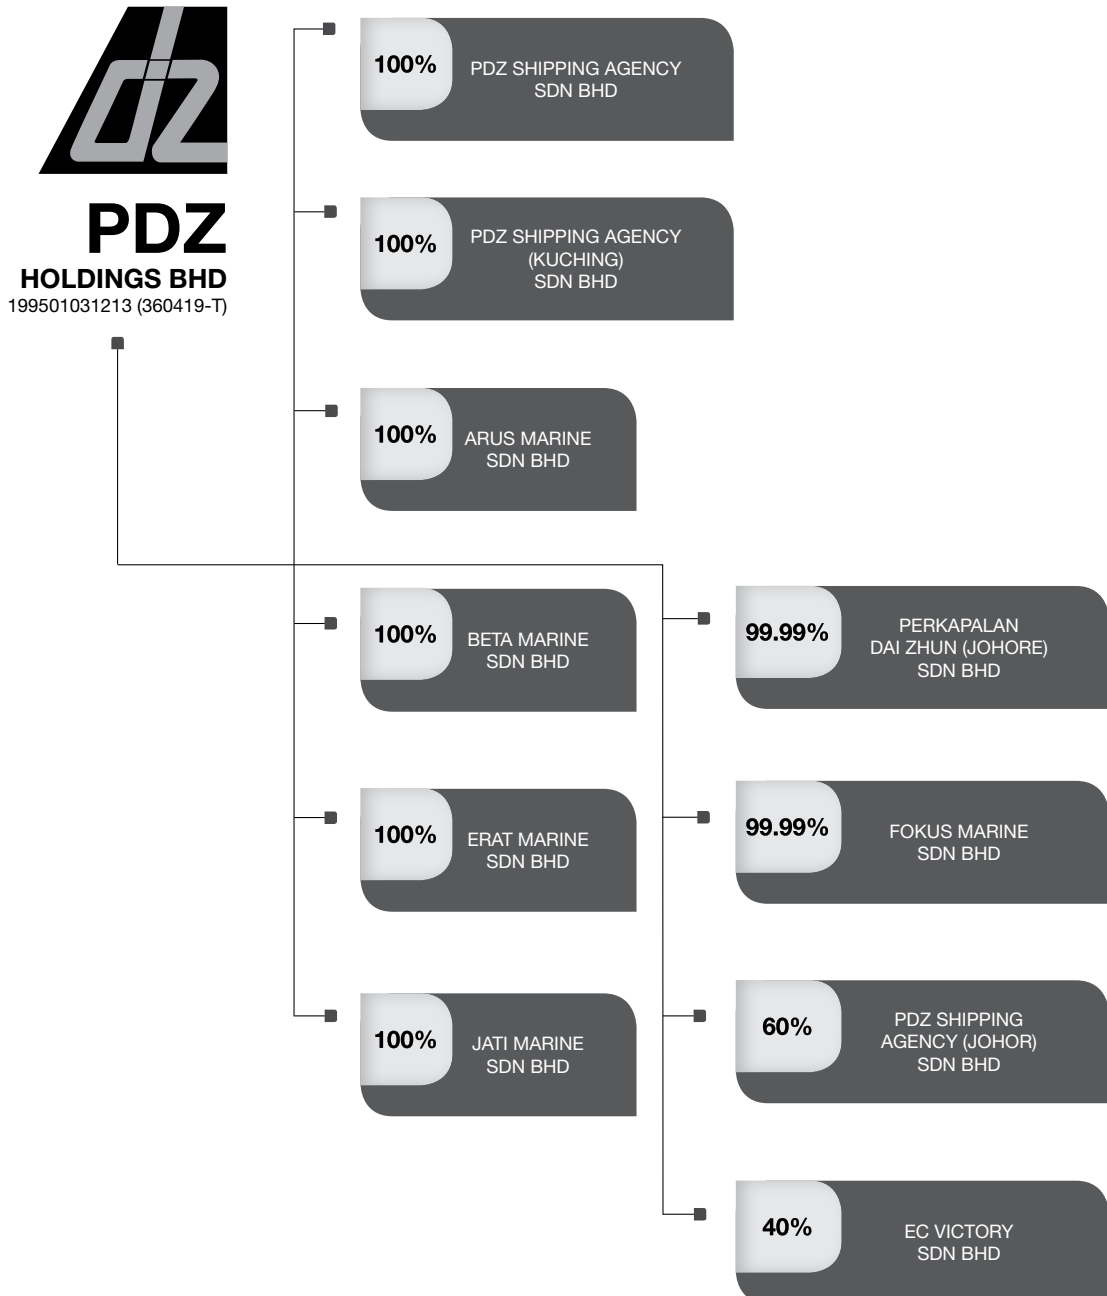 PDZ
HOLDINGS BHD
199501031213 (360419-T)
100%
PDZ SHIPPING AGENCY
SDN BHD
100%
PDZ SHIPPING AGENCY
(KUCHING)
SDN BHD
100%
ARUS MARINE
SDN BHD
100%
BETA MARINE
SDN BHD
100%
ERAT MARINE
SDN BHD
100%
JATI MARINE
SDN BHD
99.99%
PERKAPALAN
DAI ZHUN (JOHORE)
SDN BHD
99.99%
FOKUS MARINE
SDN BHD
60%
PDZ SHIPPING
AGENCY (JOHOR)
SDN BHD
40%
EC VICTORY
SDN BHD